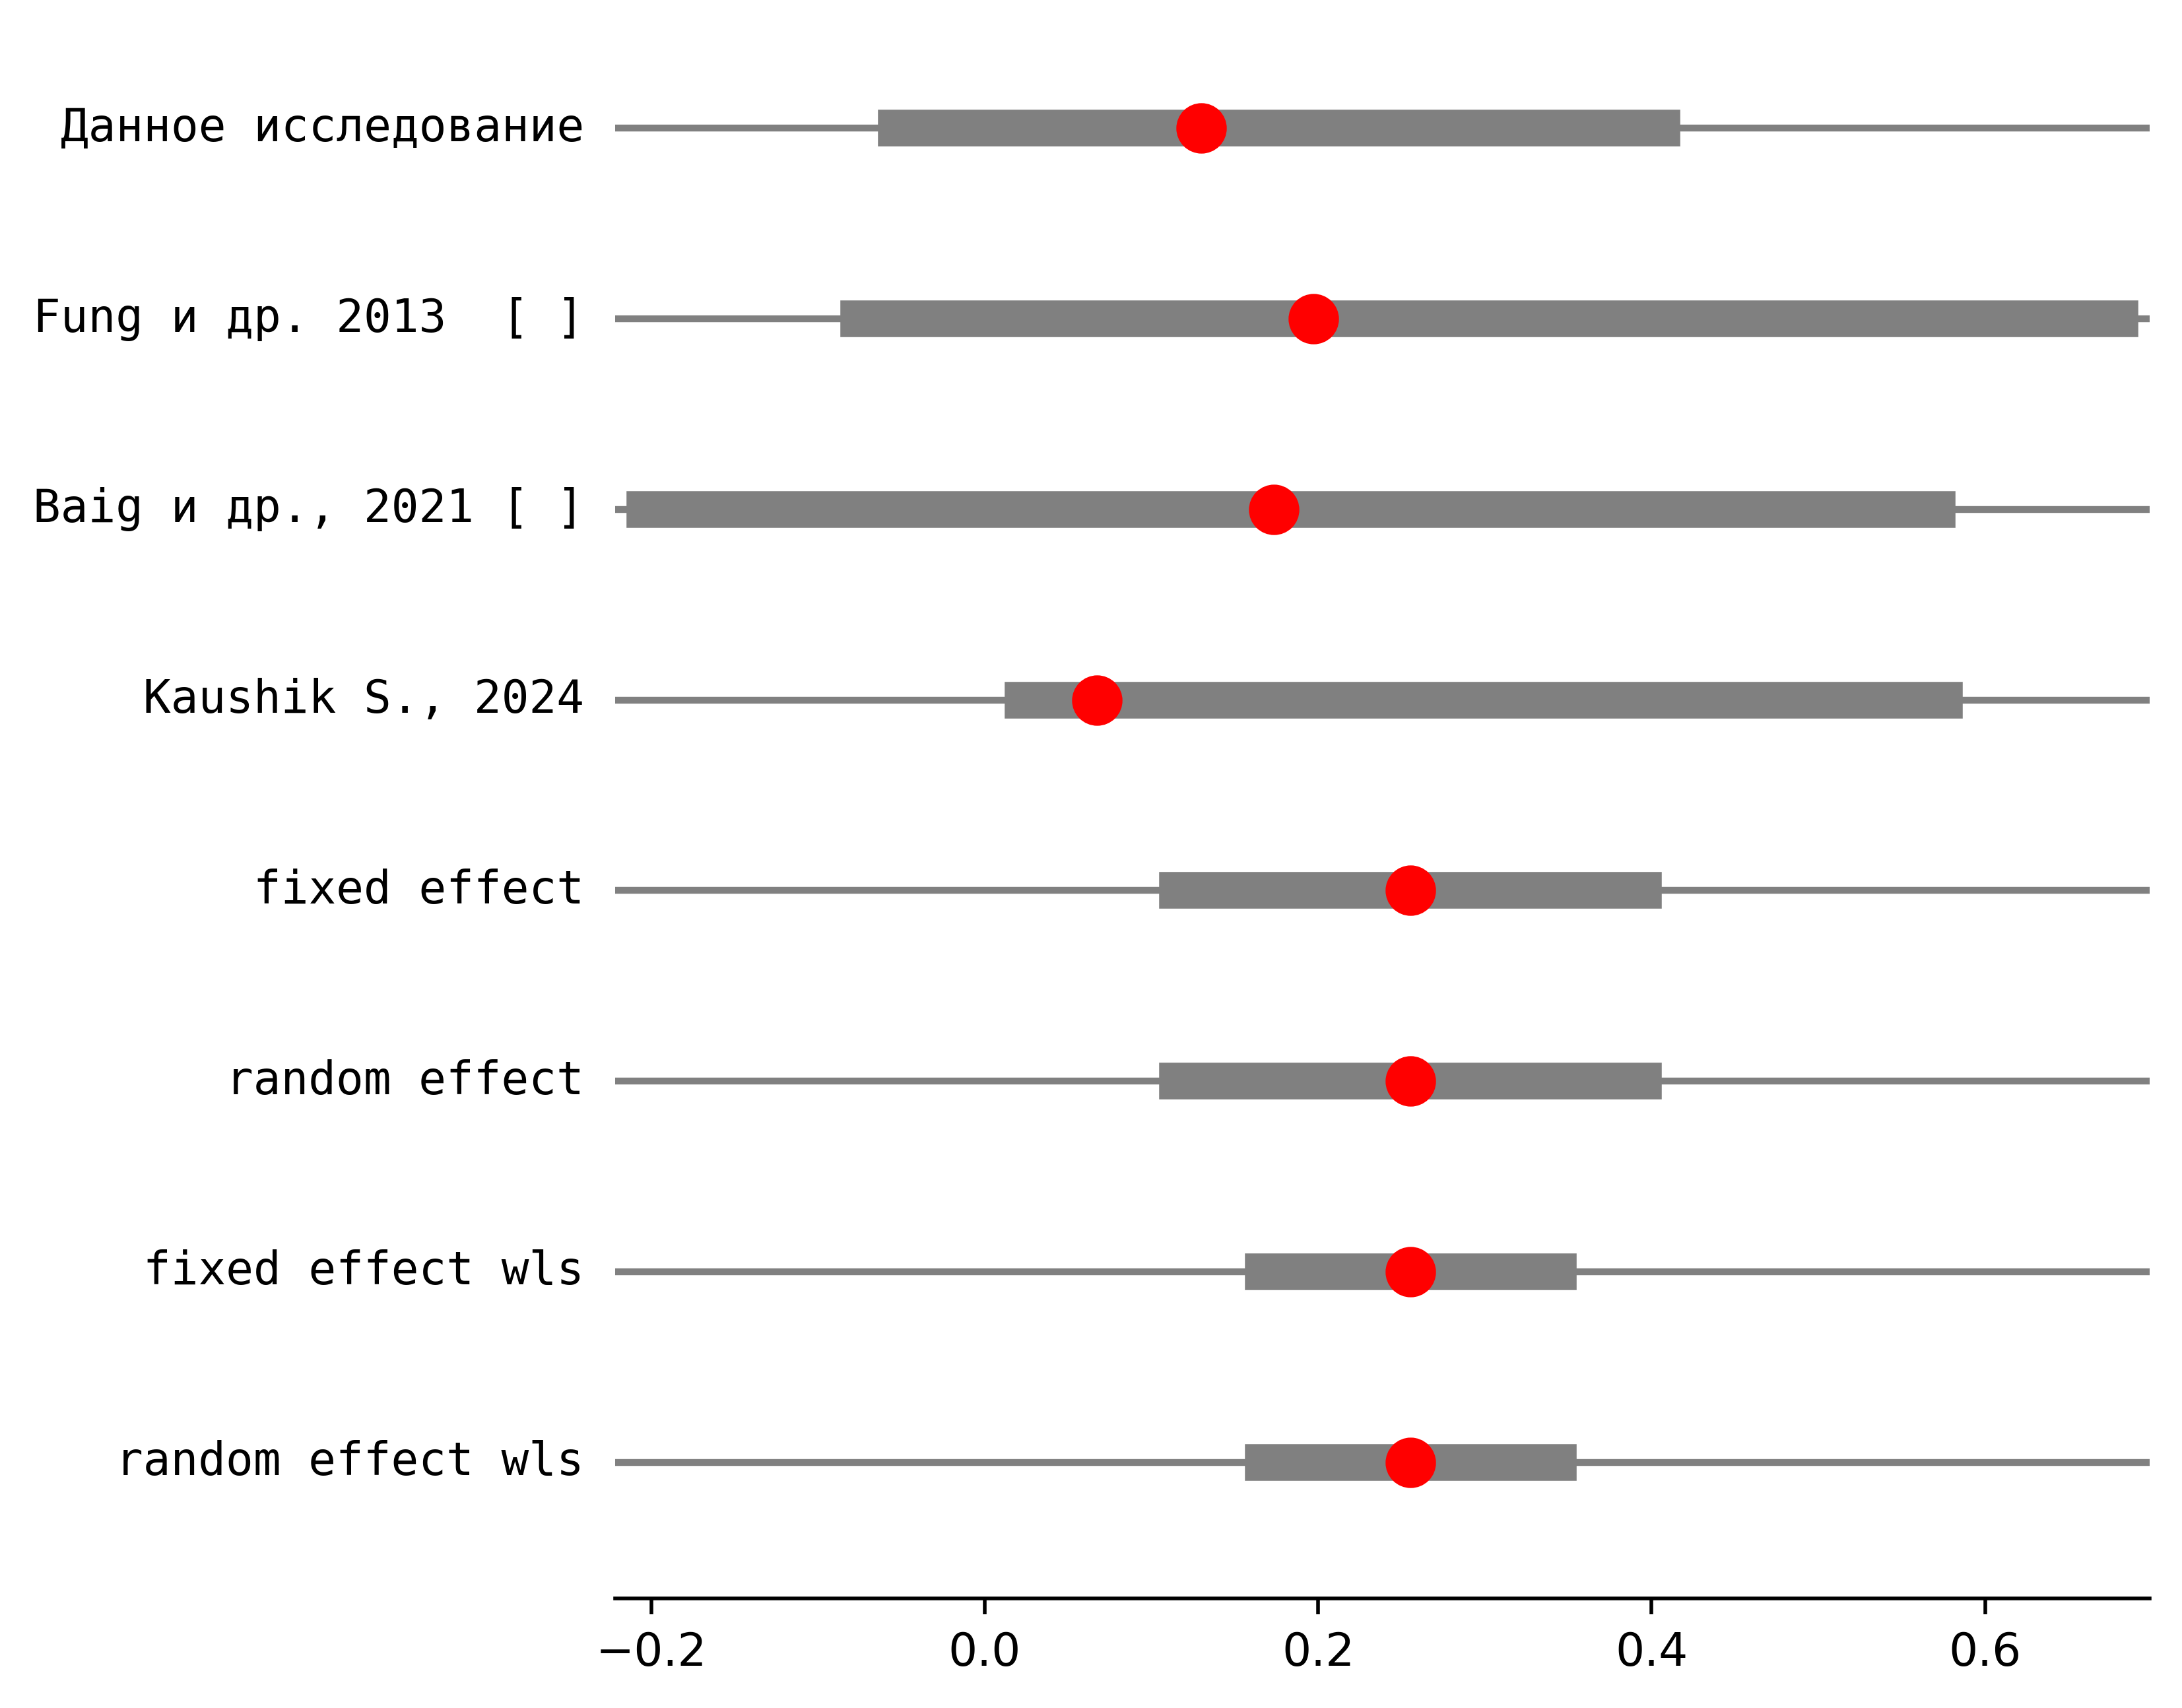 Данное исследование
Fung и др. 2013  [ ]
Baig и др., 2021 [ ]
Kaushik S., 2024
fixed effect
random effect
fixed effect wls
random effect wls
−0.2 0.0 0.2 0.4 0.6